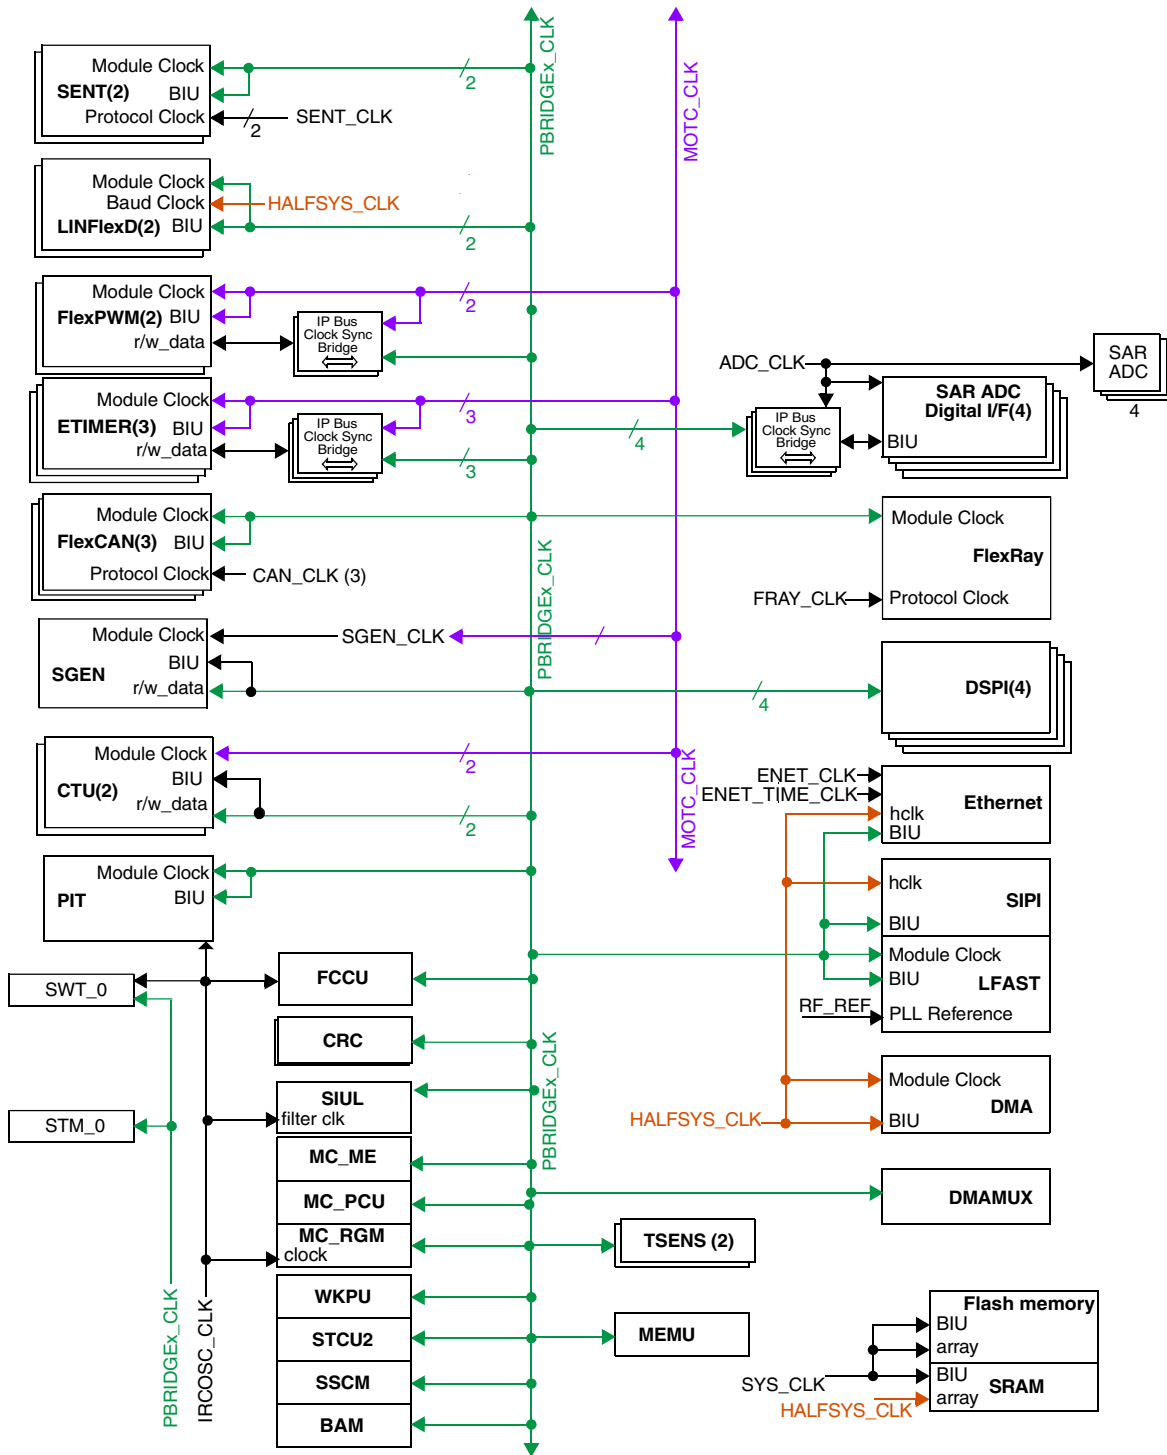 Module Clock
SENT(2)
BIU
Protocol Clock
2
SENT_CLK
2
PBRIDGEx_CLK
MOTC_CLK
Module Clock
Baud Clock
LINFlexD(2)
BIU
HALFSYS_CLK
2
Module Clock
FlexPWM(2)
BIU
r/w_data
IP Bus
Clock Sync
Bridge
2
ADC_CLK
SAR
ADC
4
Module Clock
ETIMER(3)
BIU
r/w_data
IP Bus
Clock Sync
Bridge
3
3
4
IP Bus
Clock Sync
Bridge
SAR ADC
Digital I/F(4)
BIU
Module Clock
FlexCAN(3)
BIU
Protocol Clock
CAN_CLK (3)
PBRIDGEx_CLK
Module Clock
FlexRay
FRAY_CLK
Protocol Clock
Module Clock
BIU
SGEN
r/w_data
SGEN_CLK
4
DSPI(4)
Module Clock
BIU
CTU(2)
r/w_data
2
2
MOTC_CLK
ENET_CLK
ENET_TIME_CLK
Ethernet
hclk
BIU
Module Clock
PIT
BIU
hclk
SIPI
BIU
Module Clock
BIU
LFAST
RF_REF
PLL Reference
SWT_0
FCCU
CRC
SIUL
filter clk
STM_0
PBRIDGEx_CLK
HALFSYS_CLK
Module Clock
DMA
BIU
MC_ME
MC_PCU
MC_RGM
clock
DMAMUX
TSENS (2)
WKPU
STCU2
SSCM
BAM
MEMU
PBRIDGEx_CLK
IRCOSC_CLK
Flash memory
BIU
array
SYS_CLK
BIU
SRAM
HALFSYS_CLK
array